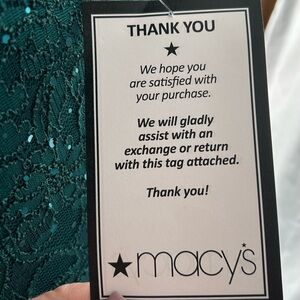 THANK YOU
★
We hope you
are satisfied with
your purchase.
We will gladly
assist with an
exchange or return
with this tag attached.
Thank you!
★macy's